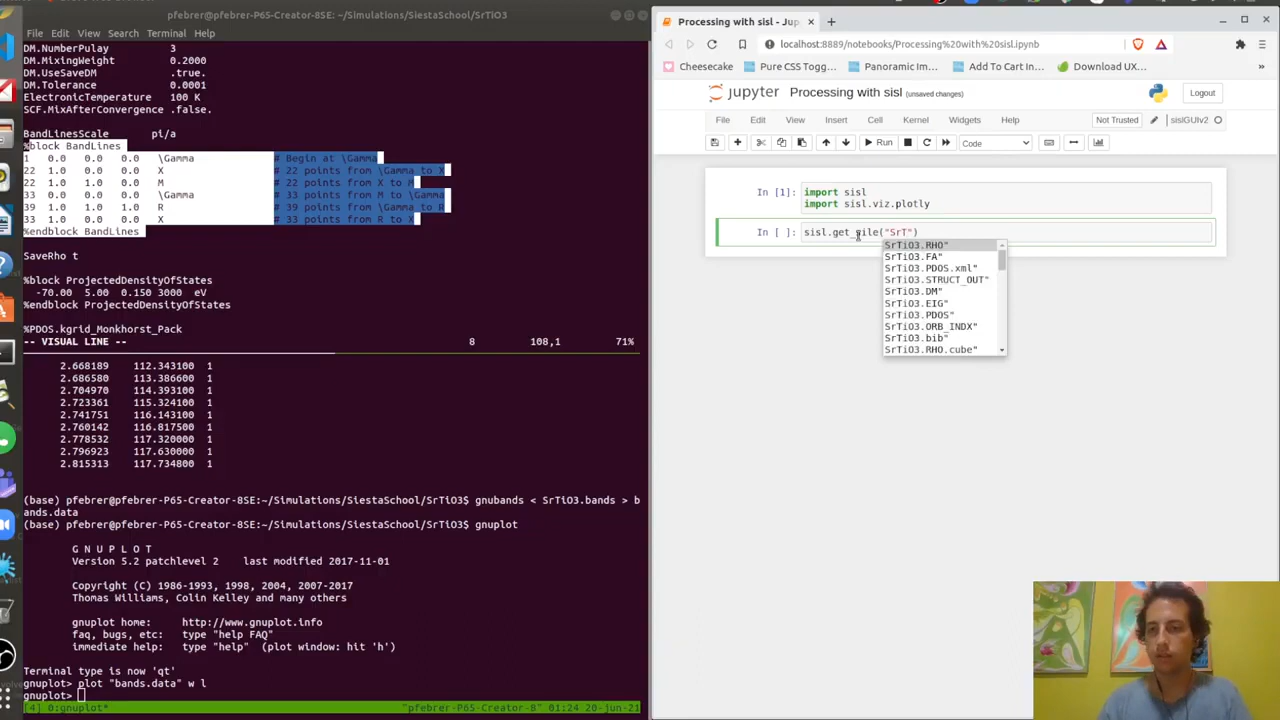 pfebrer@pfebrer-P65-Creator-8SE: ~/Simulations/SiestaSchool/SrTiO3
File Edit View Search Terminal Help
DM.NumberPulay 3
DM.MixingWeight 0.2000
DM.UseSaveDM .true.
DM.Tolerance 0.0001
ElectronicTemperature 100 K
SCF.MixAfterConvergence .false.
BandLinesScale pi/a
%block BandLines
1 0.0 0.0 0.0 \Gamma # Begin at \Gamma
22 1.0 0.0 0.0 X # 22 points from \Gamma to X
22 1.0 1.0 0.0 M # 22 points from X to M
33 0.0 0.0 0.0 \Gamma # 33 points from M to \Gamma
39 1.0 1.0 1.0 R # 39 points from \Gamma to R
33 1.0 0.0 0.0 X # 33 points from R to X
%endblock BandLines
SaveRho t
%block ProjectedDensityOfStates
-70.00 5.00 0.150 3000 eV
%endblock ProjectedDensityOfStates
%PDOS.kgrid_Monkhorst_Pack
-- VISUAL LINE -- 8 108,1 71%
2.668189 112.343100 1
2.686580 113.386600 1
2.704970 114.393100 1
2.723361 115.324100 1
2.741751 116.143100 1
2.760142 116.817500 1
2.778532 117.320000 1
2.796923 117.630000 1
2.815313 117.734800 1
(base) pfebrer@pfebrer-P65-Creator-8SE:~/Simulations/SiestaSchool/SrTiO3$ gnubands < SrTiO3.bands > b
ands.data
(base) pfebrer@pfebrer-P65-Creator-8SE:~/Simulations/SiestaSchool/SrTiO3$ gnuplot
G N U P L O T
Version 5.2 patchlevel 2 last modified 2017-11-01
Copyright (C) 1986-1993, 1998, 2004, 2007-2017
Thomas Williams, Colin Kelley and many others
gnuplot home: http://www.gnuplot.info
faq, bugs, etc: type "help FAQ"
immediate help: type "help" (plot window: hit 'h')
Terminal type is now 'qt'
gnuplot> plot "bands.data" w l
gnuplot>
[4] 0:gnuplot* "pfebrer-P65-Creator-8" 01:24 20-jun-21
Processing with sisl - Jup
localhost:8889/notebooks/Processing%20with%20sisl.ipynb
Cheesecake Pure CSS Togg... Panoramic Im... Add To Cart In... Download UX... »
jupyter Processing with sisl (unsaved changes) Logout
File Edit View Insert Cell Kernel Widgets Help Not Trusted sislGUIv2
Run Code
In [1]: import sisl
import sisl.viz.plotly
In [ ]: sisl.get_sile("SrT")
SrTiO3.RHO"
SrTiO3.FA"
SrTiO3.PDOS.xml"
SrTiO3.STRUCT_OUT"
SrTiO3.DM"
SrTiO3.EIG"
SrTiO3.PDOS"
SrTiO3.ORB_INDX"
SrTiO3.bib"
SrTiO3.RHO.cube"